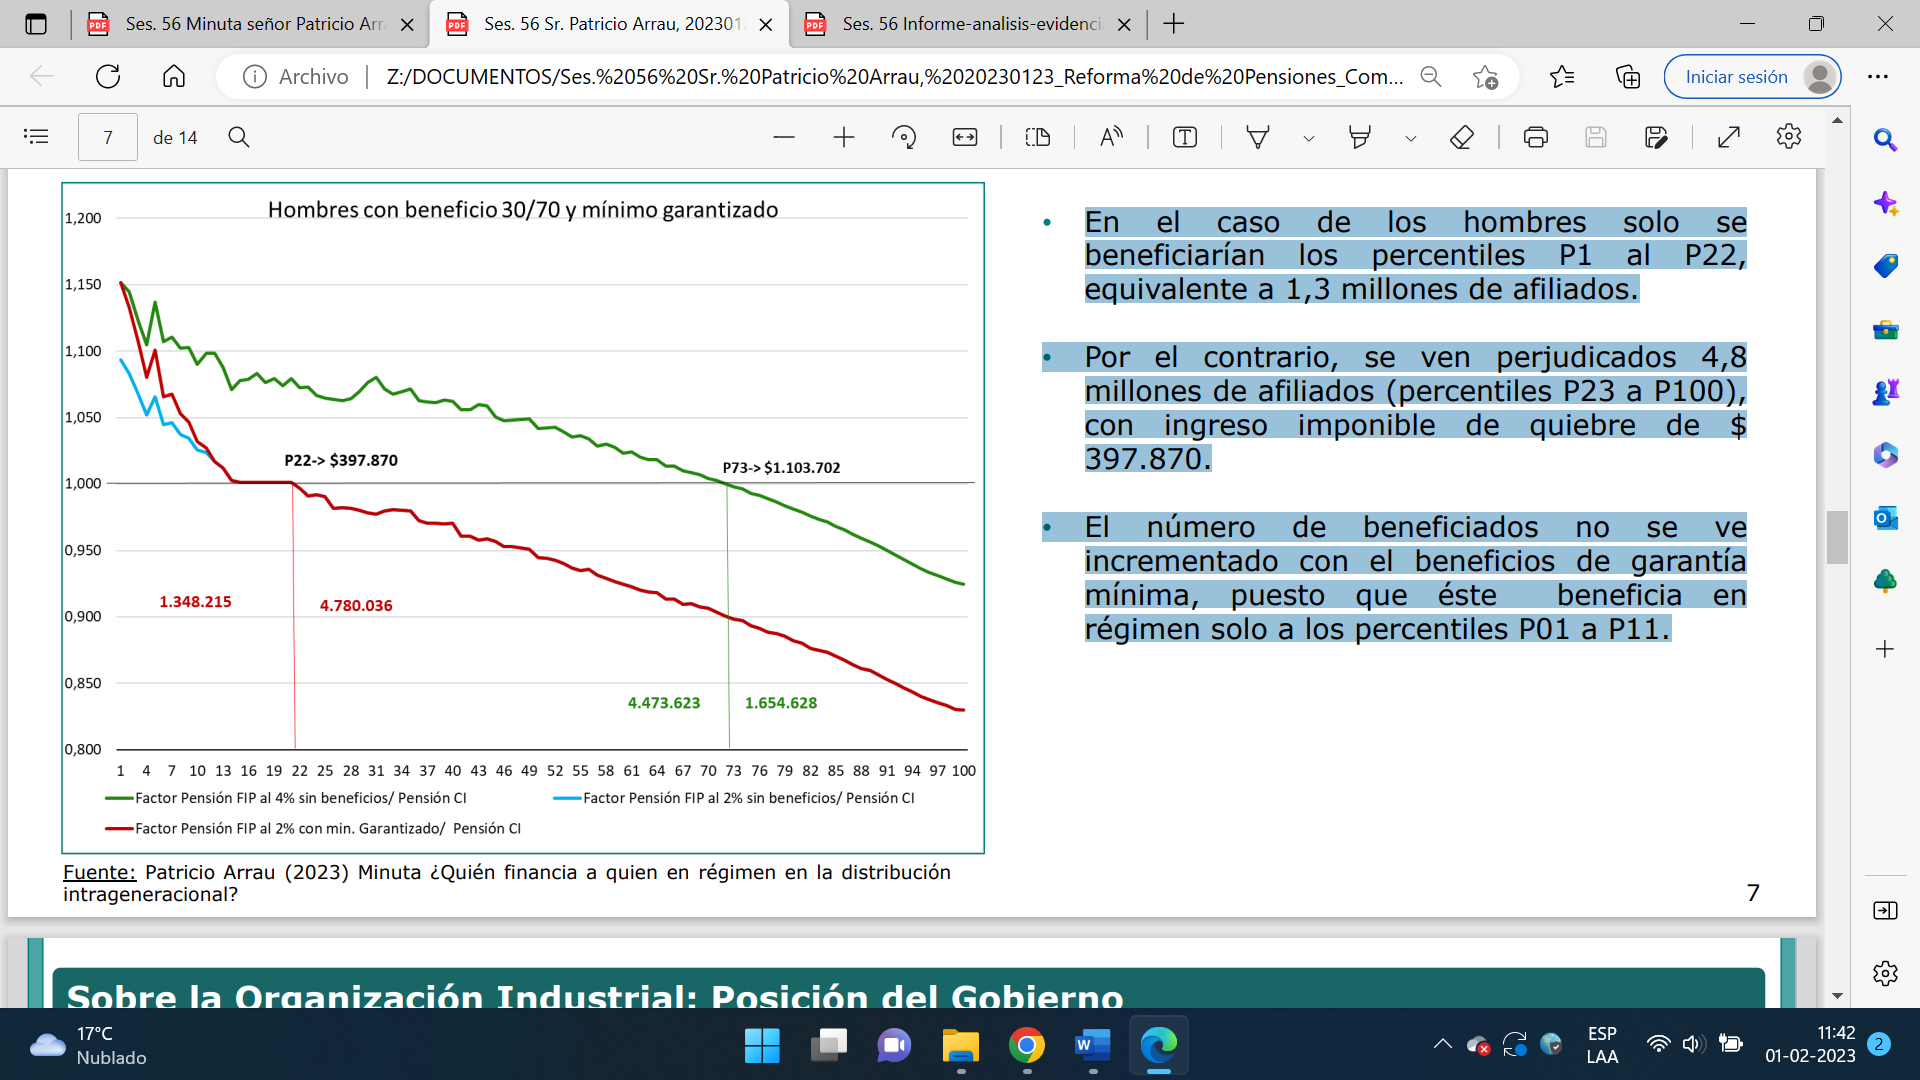 Ses. 56 Minuta señor Patricio Arra
Ses. 56 Sr. Patricio Arrau, 2023012
Ses. 56 Informe-analisis-evidenci
Archivo
Z:/DOCUMENTOS/Ses.%2056%20Sr.%20Patricio%20Arrau,%2020230123_Reforma%20de%20Pensiones_Com...
Iniciar sesión
7
de 14
Hombres con beneficio 30/70 y mínimo garantizado
1,200
1,150
1,100
1,050
1,000
0,950
0,900
0,850
0,800
P22-> $397.870
P73-> $1.103.702
1.348.215
4.780.036
4.473.623
1.654.628
1 4 7 10 13 16 19 22 25 28 31 34 37 40 43 46 49 52 55 58 61 64 67 70 73 76 79 82 85 88 91 94 97 100
Factor Pensión FIP al 4% sin beneficios/ Pensión CI
Factor Pensión FIP al 2% sin beneficios/ Pensión CI
Factor Pensión FIP al 2% con min. Garantizado/ Pensión CI
Fuente: Patricio Arrau (2023) Minuta ¿Quién financia a quien en régimen en la distribución
intrageneracional?
• En el caso de los hombres solo se
beneficiarían los percentiles P1 al P22,
equivalente a 1,3 millones de afiliados.
• Por el contrario, se ven perjudicados 4,8
millones de afiliados (percentiles P23 a P100),
con ingreso imponible de quiebre de $
397.870.
• El número de beneficiados no se ve
incrementado con el beneficios de garantía
mínima, puesto que éste beneficia en
régimen solo a los percentiles P01 a P11.
7
Sobre la Organización Industrial: Posición del Gobierno
17°C
Nublado
ESP
LAA
11:42
01-02-2023
2